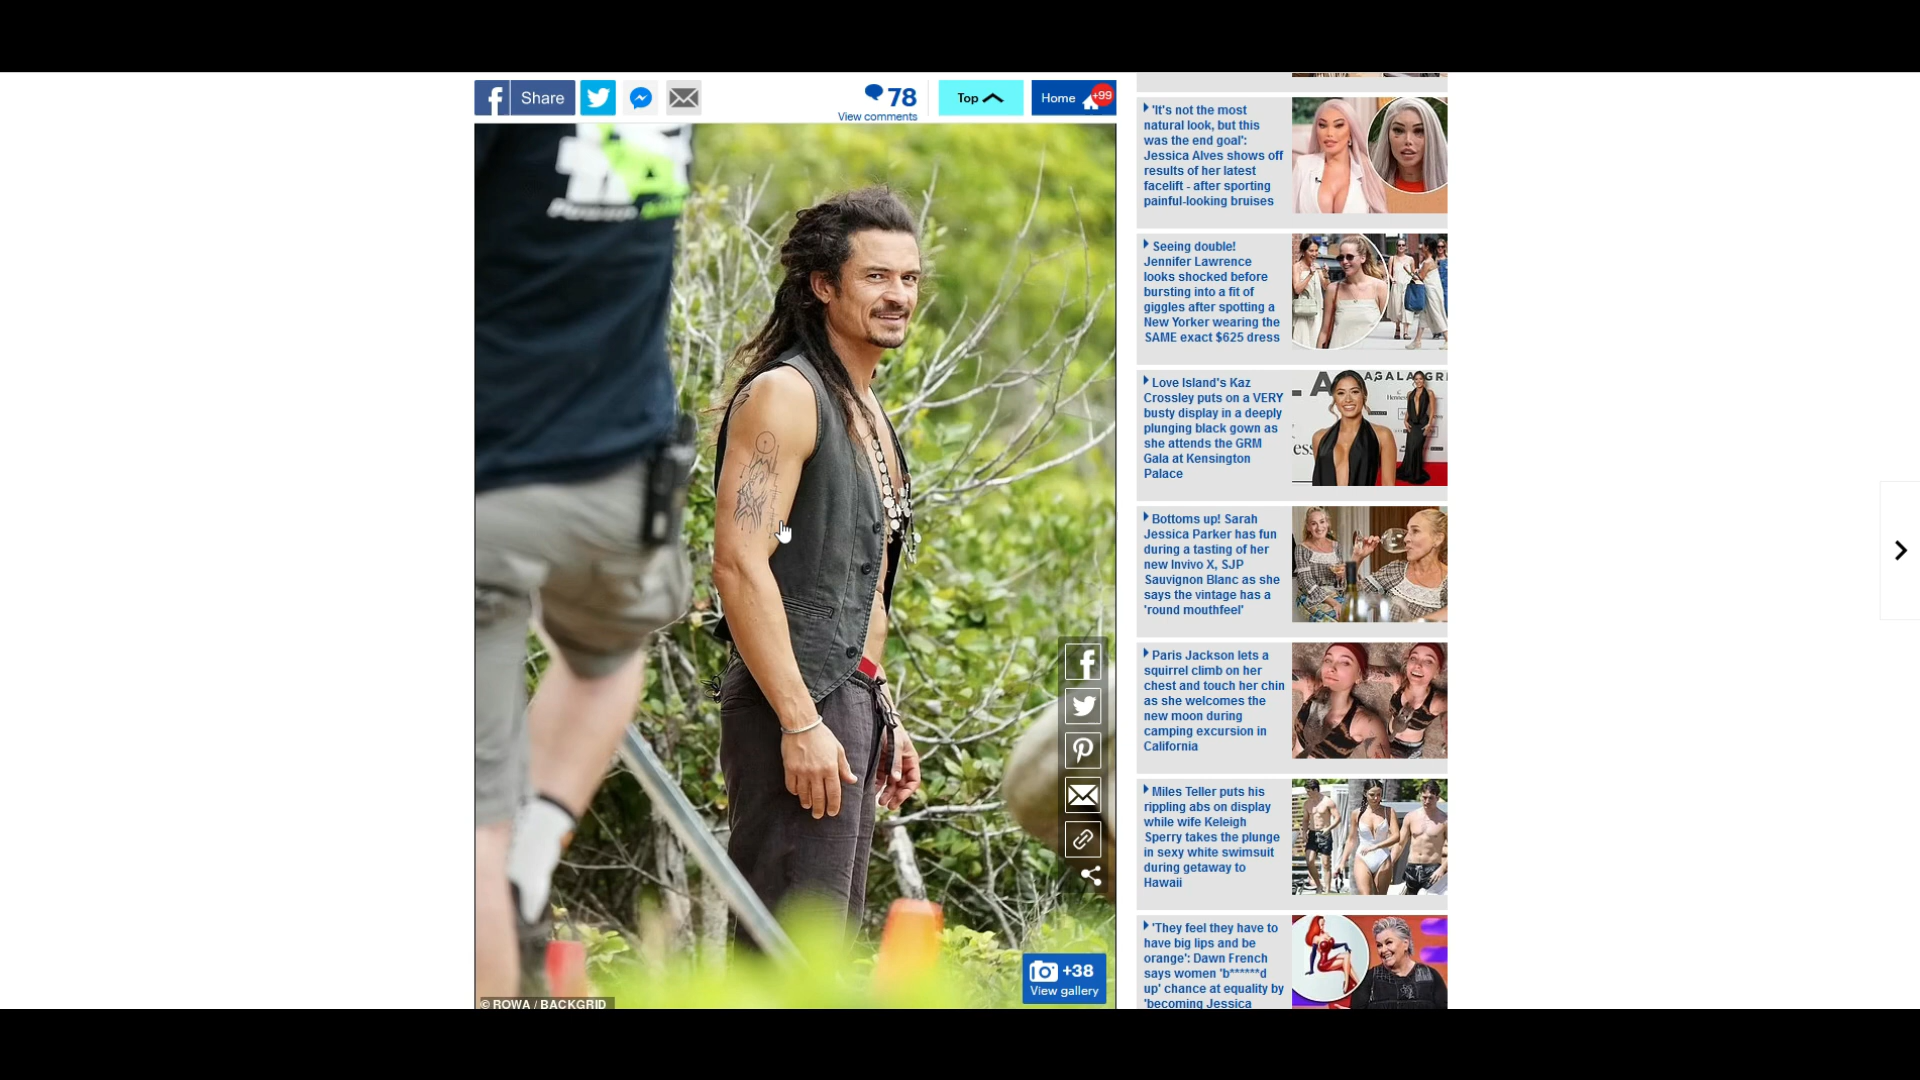 Share
78
View comments
Top
Home
+99
'It's not the most
natural look, but this
was the end goal':
Jessica Alves shows off
results of her latest
facelift - after sporting
painful-looking bruises
Seeing double!
Jennifer Lawrence
looks shocked before
bursting into a fit of
giggles after spotting a
New Yorker wearing the
SAME exact $625 dress
Love Island's Kaz
Crossley puts on a VERY
busty display in a deeply
plunging black gown as
she attends the GRM
Gala at Kensington
Palace
Bottoms up! Sarah
Jessica Parker has fun
during a tasting of her
new Invivo X, SJP
Sauvignon Blanc as she
says the vintage has a
'round mouthfeel'
Paris Jackson lets a
squirrel climb on her
chest and touch her chin
as she welcomes the
new moon during
camping excursion in
California
Miles Teller puts his
rippling abs on display
while wife Keleigh
Sperry takes the plunge
in sexy white swimsuit
during getaway to
Hawaii
'They feel they have to
have big lips and be
orange': Dawn French
says women 'b******d
up' chance at equality by
'becoming Jessica
+38
View gallery
© ROWA / BACKGRID